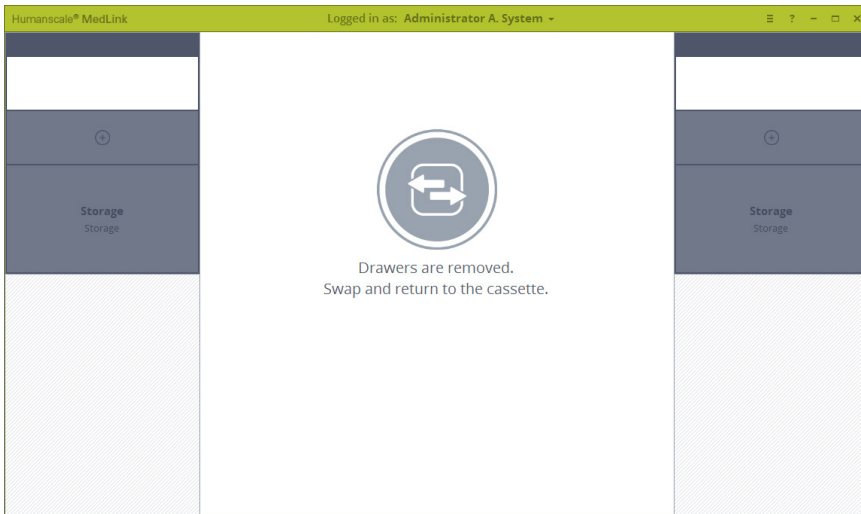 Humanscale® MedLink
Logged in as: Administrator A. System
?
Storage
Storage
Drawers are removed.
Swap and return to the cassette.
Storage
Storage